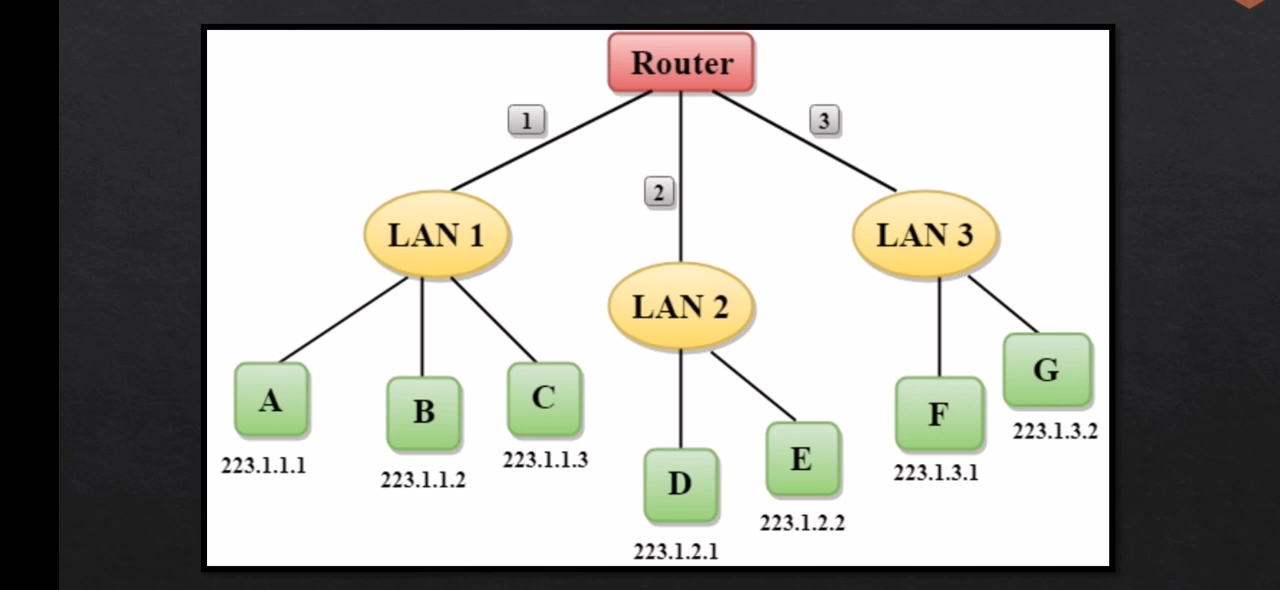 Router
1
3
2
LAN 1
LAN 3
LAN 2
A
B
C
G
F
D
E
223.1.1.1
223.1.1.2
223.1.1.3
223.1.3.2
223.1.3.1
223.1.2.2
223.1.2.1